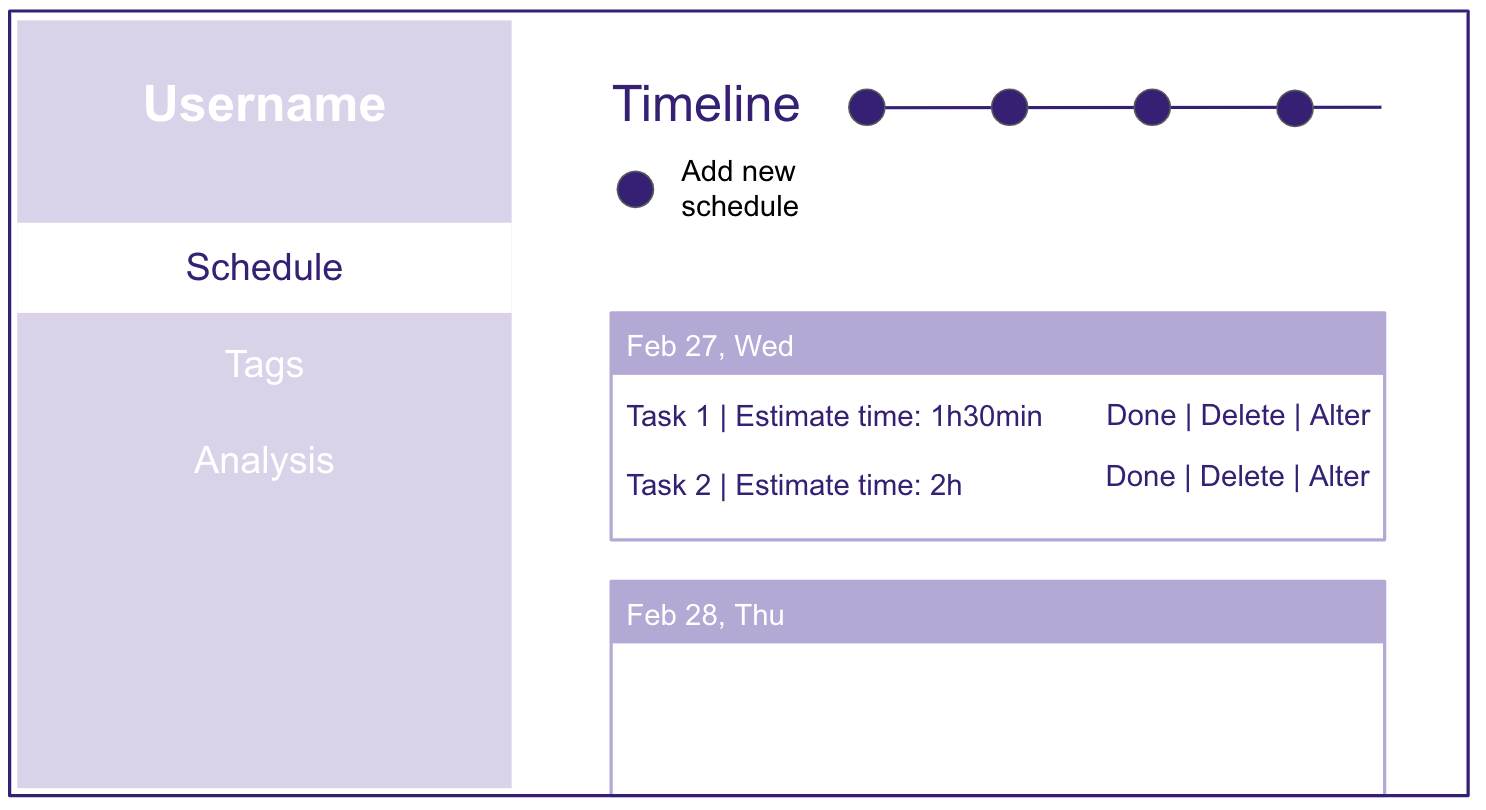 Username
Schedule
Tags
Analysis
Timeline
Add new
schedule
Feb 27, Wed
Task 1 | Estimate time: 1h30min
Done | Delete | Alter
Task 2 | Estimate time: 2h
Done | Delete | Alter
Feb 28, Thu